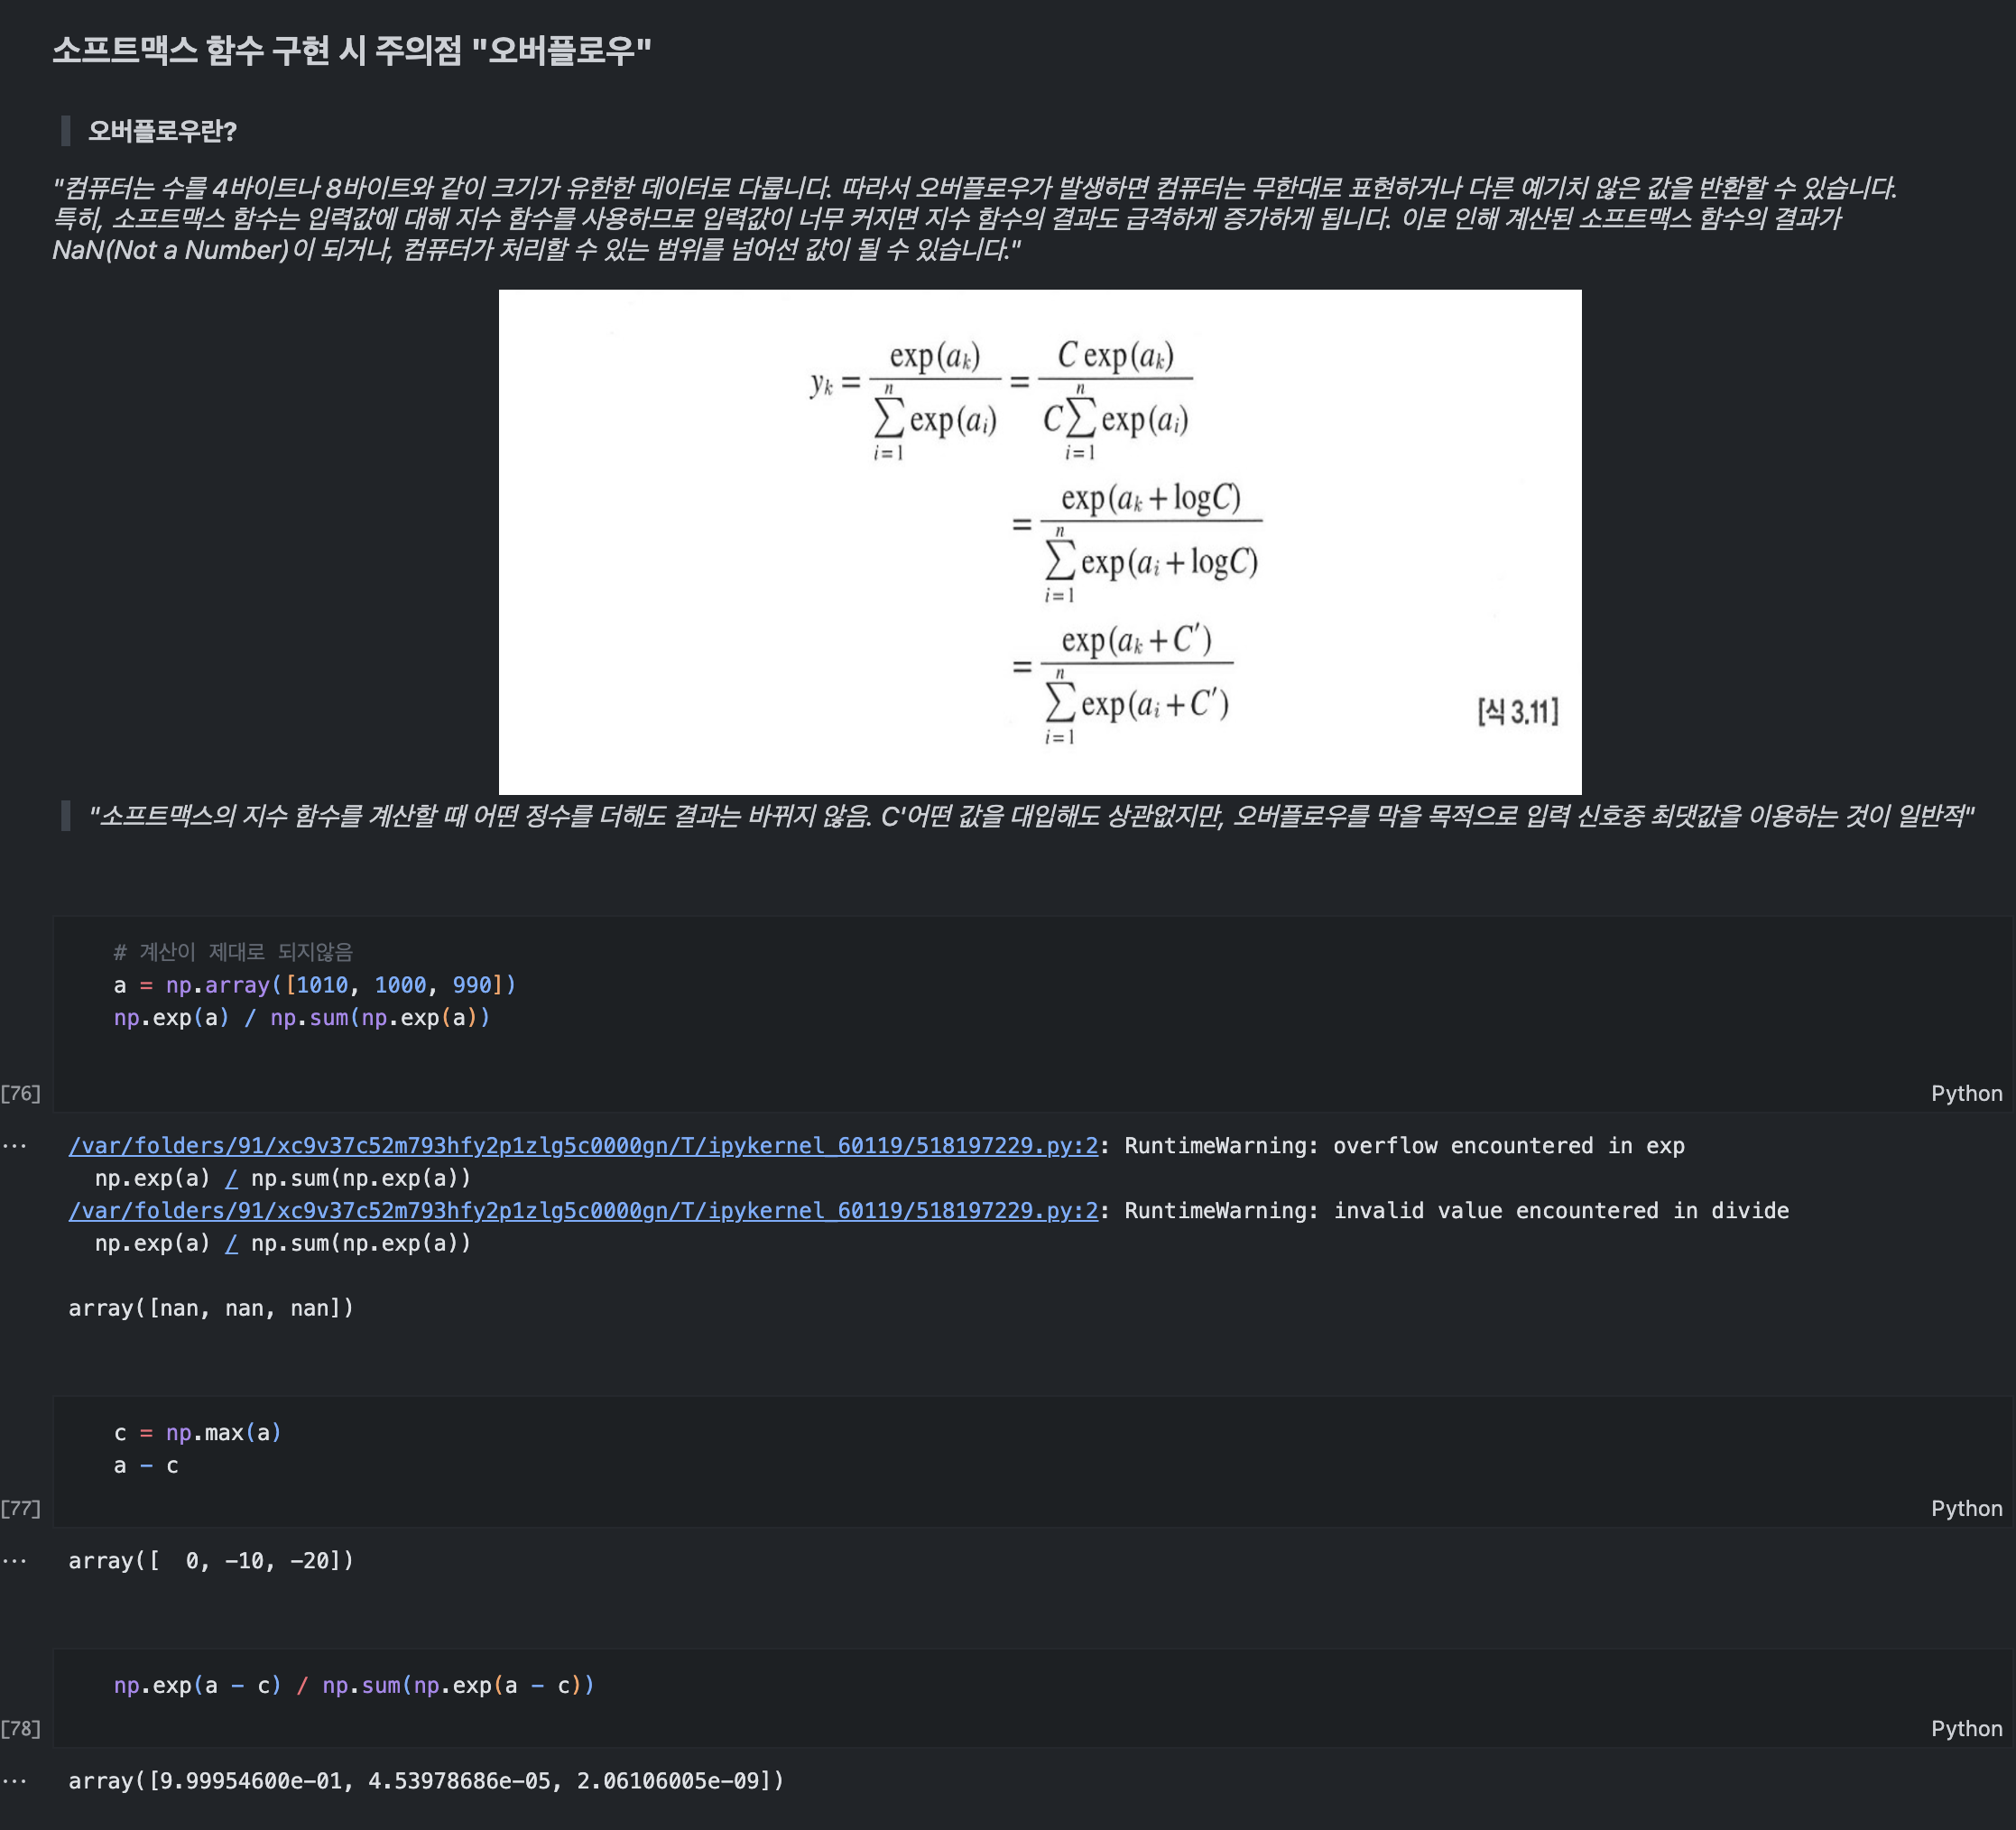 소프트맥스 함수 구현 시 주의점 "오버플로우"
오버플로우란?
"컴퓨터는 수를 4바이트나 8바이트와 같이 크기가 유한한 데이터로 다룹니다. 따라서 오버플로우가 발생하면 컴퓨터는 무한대로 표현하거나 다른 예기치 않은 값을 반환할 수 있습니다.
특히, 소프트맥스 함수는 입력값에 대해 지수 함수를 사용하므로 입력값이 너무 커지면 지수 함수의 결과도 급격하게 증가하게 됩니다. 이로 인해 계산된 소프트맥스 함수의 결과가
NaN(Not a Number)이 되거나, 컴퓨터가 처리할 수 있는 범위를 넘어선 값이 될 수 있습니다."
y_k = exp(a_k) / ∑_{i=1}^{n} exp(a_i) = C exp(a_k) / C ∑_{i=1}^{n} exp(a_i)
= exp(a_k + logC) / ∑_{i=1}^{n} exp(a_i + logC)
= exp(a_k + C′) / ∑_{i=1}^{n} exp(a_i + C′)
[식 3.11]
"소프트맥스의 지수 함수를 계산할 때 어떤 정수를 더해도 결과는 바뀌지 않음. C'어떤 값을 대입해도 상관없지만, 오버플로우를 막을 목적으로 입력 신호중 최댓값을 이용하는 것이 일반적"
# 계산이 제대로 되지않음
a = np.array([1010, 1000, 990])
np.exp(a) / np.sum(np.exp(a))
[76]
Python
...
/var/folders/91/xc9v37c52m793hfy2p1zlg5c0000gn/T/ipykernel_60119/518197229.py:2: RuntimeWarning: overflow encountered in exp
np.exp(a) / np.sum(np.exp(a))
/var/folders/91/xc9v37c52m793hfy2p1zlg5c0000gn/T/ipykernel_60119/518197229.py:2: RuntimeWarning: invalid value encountered in divide
np.exp(a) / np.sum(np.exp(a))
array([nan, nan, nan])
c = np.max(a)
a - c
[77]
Python
...
array([  0, -10, -20])
np.exp(a - c) / np.sum(np.exp(a - c))
[78]
Python
...
array([9.99954600e-01, 4.53978686e-05, 2.06106005e-09])